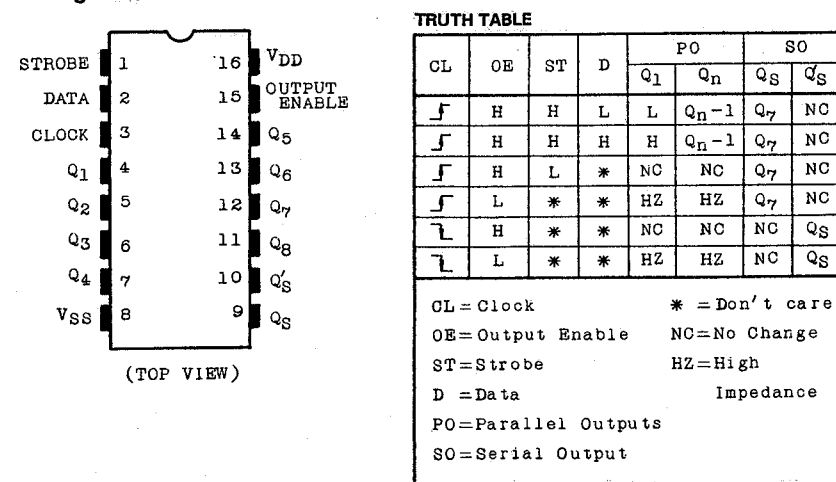 TRUTH TABLE
STROBE 1 16 VDD
DATA 2 15 OUTPUT ENABLE
CLOCK 3 14 Q5
Q1 4 13 Q6
Q2 5 12 Q7
Q3 6 11 Q8
Q4 7 10 Q'S
VSS 8 9 QS
(TOP VIEW)
CL OE ST D PO SO
Q1 Qn QS Q'S
H H L L Qn-1 Q7 NC
H H H H Qn-1 Q7 NC
H L * NC NC Q7 NC
L * * HZ HZ Q7 NC
H * * NC NC NC QS
L * * HZ HZ NC QS
CL=Clock * =Don't care
OE=Output Enable NC=No Change
ST=Strobe HZ=High
D =Data Impedance
PO=Parallel Outputs
SO=Serial Output